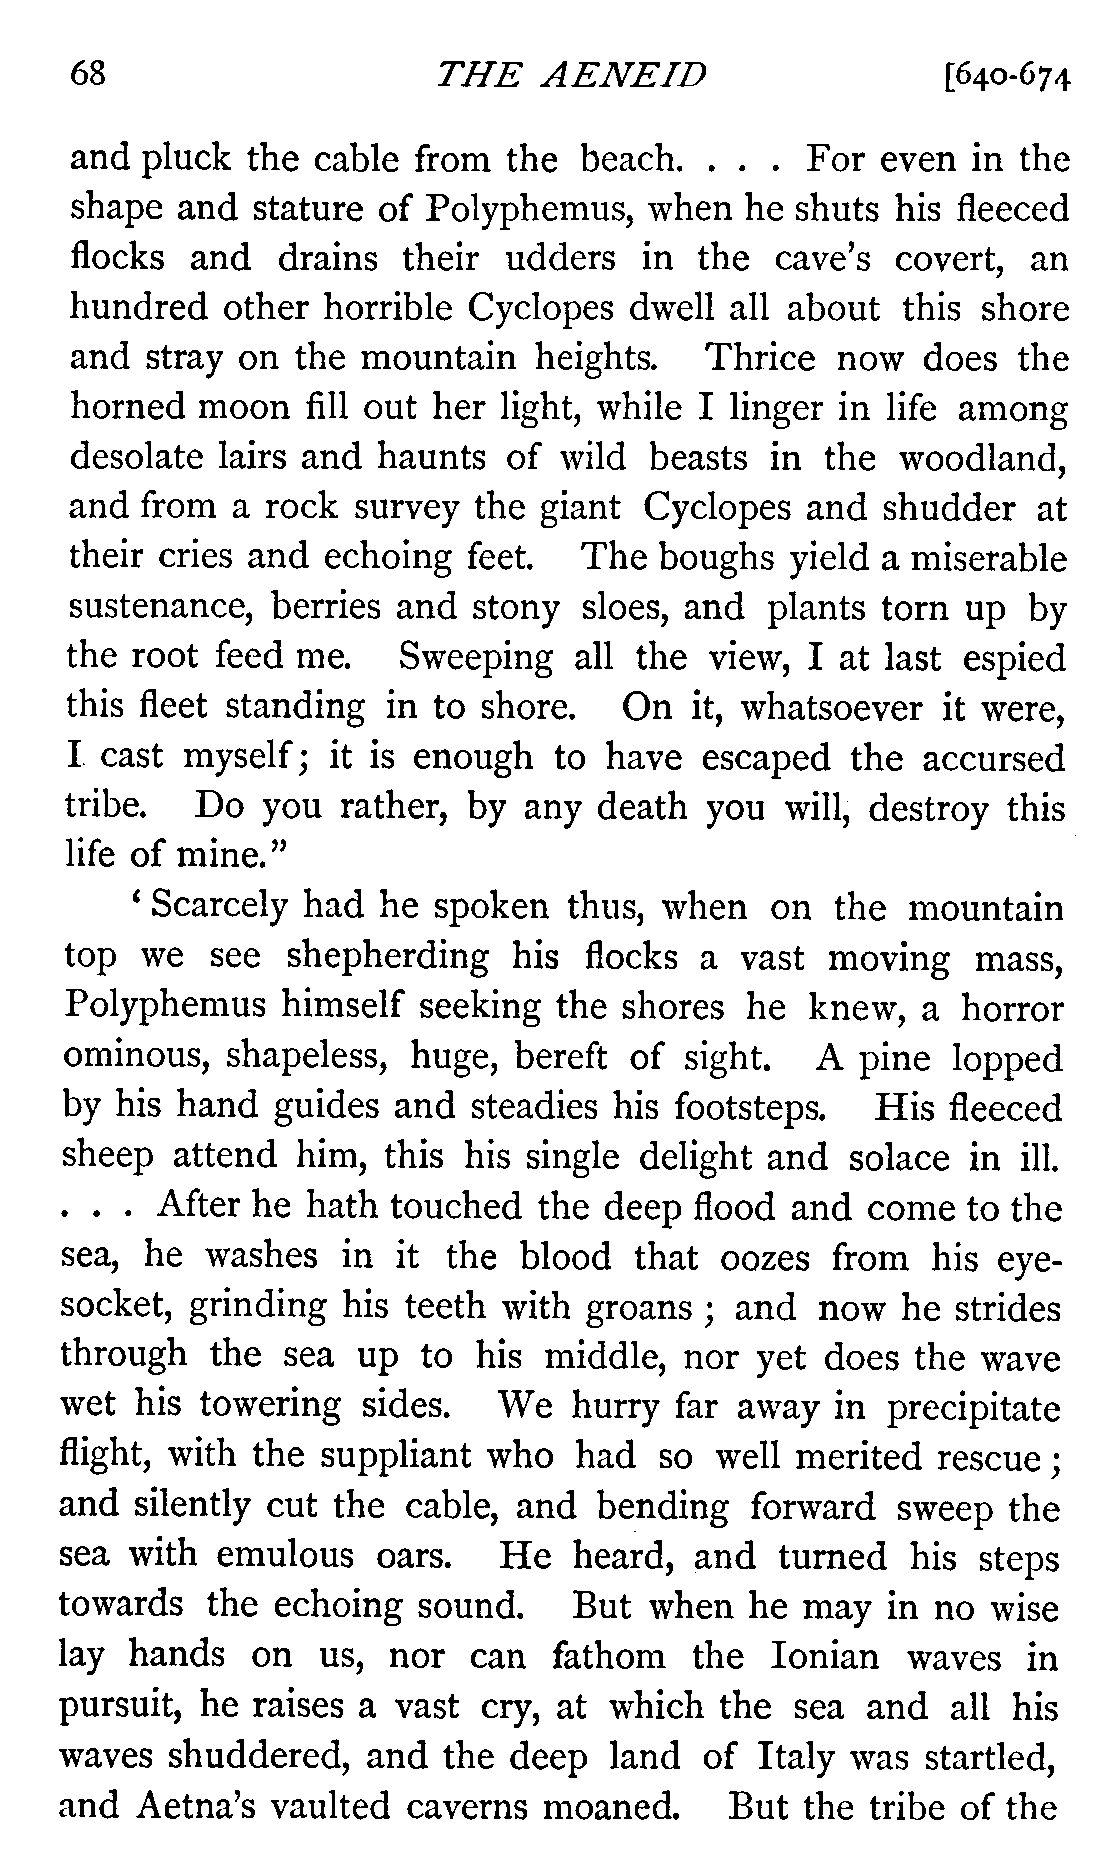 68 THE AENEID [640-674
and pluck the cable from the beach. . . . For even in the
shape and stature of Polyphemus, when he shuts his fleeced
flocks and drains their udders in the cave's covert, an
hundred other horrible Cyclopes dwell all about this shore
and stray on the mountain heights. Thrice now does the
horned moon fill out her light, while I linger in life among
desolate lairs and haunts of wild beasts in the woodland,
and from a rock survey the giant Cyclopes and shudder at
their cries and echoing feet. The boughs yield a miserable
sustenance, berries and stony sloes, and plants torn up by
the root feed me. Sweeping all the view, I at last espied
this fleet standing in to shore. On it, whatsoever it were,
I cast myself; it is enough to have escaped the accursed
tribe. Do you rather, by any death you will, destroy this
life of mine."
' Scarcely had he spoken thus, when on the mountain
top we see shepherding his flocks a vast moving mass,
Polyphemus himself seeking the shores he knew, a horror
ominous, shapeless, huge, bereft of sight. A pine lopped
by his hand guides and steadies his footsteps. His fleeced
sheep attend him, this his single delight and solace in ill.
. . . After he hath touched the deep flood and come to the
sea, he washes in it the blood that oozes from his eye-
socket, grinding his teeth with groans ; and now he strides
through the sea up to his middle, nor yet does the wave
wet his towering sides. We hurry far away in precipitate
flight, with the suppliant who had so well merited rescue ;
and silently cut the cable, and bending forward sweep the
sea with emulous oars. He heard, and turned his steps
towards the echoing sound. But when he may in no wise
lay hands on us, nor can fathom the Ionian waves in
pursuit, he raises a vast cry, at which the sea and all his
waves shuddered, and the deep land of Italy was startled,
and Aetna's vaulted caverns moaned. But the tribe of the